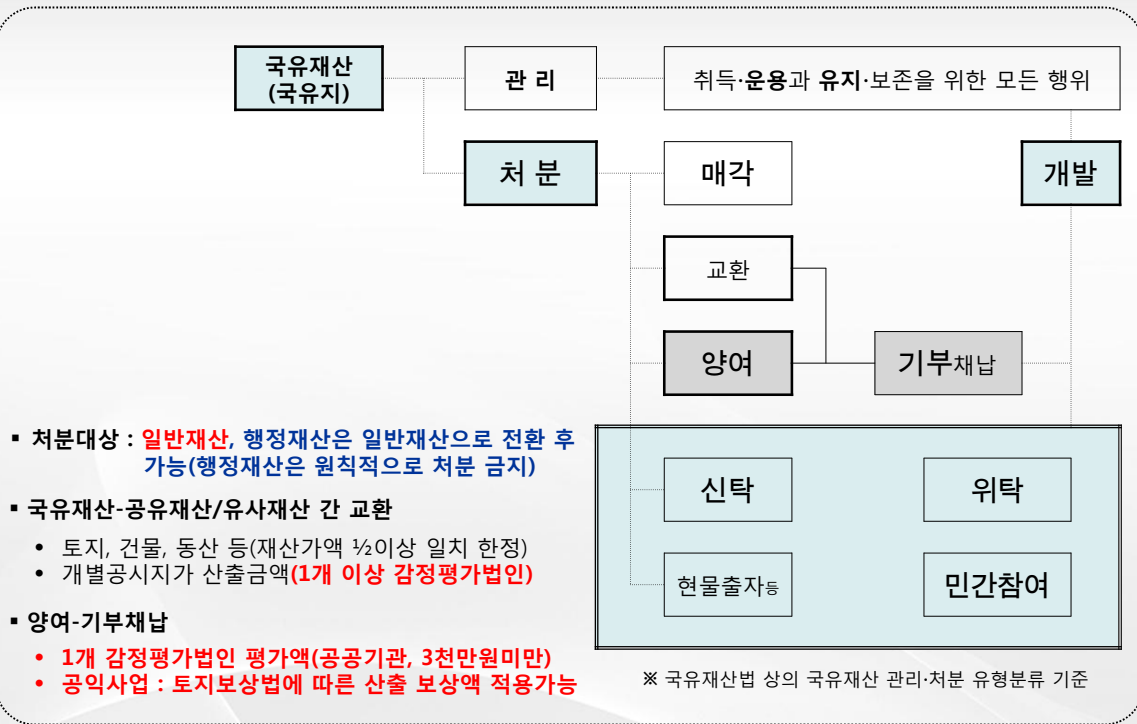 국유재산
(국유지)
관 리
취득·운용과 유지·보존을 위한 모든 행위
처 분
매각
개발
교환
양여
기부채납
▪ 처분대상 : 일반재산, 행정재산은 일반재산으로 전환 후
가능(행정재산은 원칙적으로 처분 금지)
▪ 국유재산-공유재산/유사재산 간 교환
• 토지, 건물, 동산 등(재산가액 ½이상 일치 한정)
• 개별공시지가 산출금액(1개 이상 감정평가법인)
▪ 양여-기부채납
• 1개 감정평가법인 평가액(공공기관, 3천만원미만)
• 공익사업 : 토지보상법에 따른 산출 보상액 적용가능
신탁
위탁
현물출자등
민간참여
※ 국유재산법 상의 국유재산 관리·처분 유형분류 기준